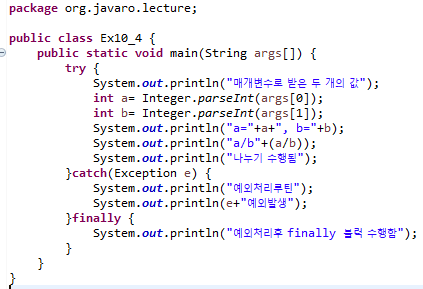 package org.javaro.lecture;
public class Ex10_4 {
public static void main(String args[]) {
try {
System.out.println("매개변수로 받은 두 개의 값");
int a= Integer.parseInt(args[0]);
int b= Integer.parseInt(args[1]);
System.out.println("a="+a+", b="+b);
System.out.println("a/b"+(a/b));
System.out.println("나누기 수행됨");
}catch(Exception e) {
System.out.println("예외처리루틴");
System.out.println(e+"예외발생");
}finally {
System.out.println("예외처리후 finally 블럭 수행함");
}
}
}